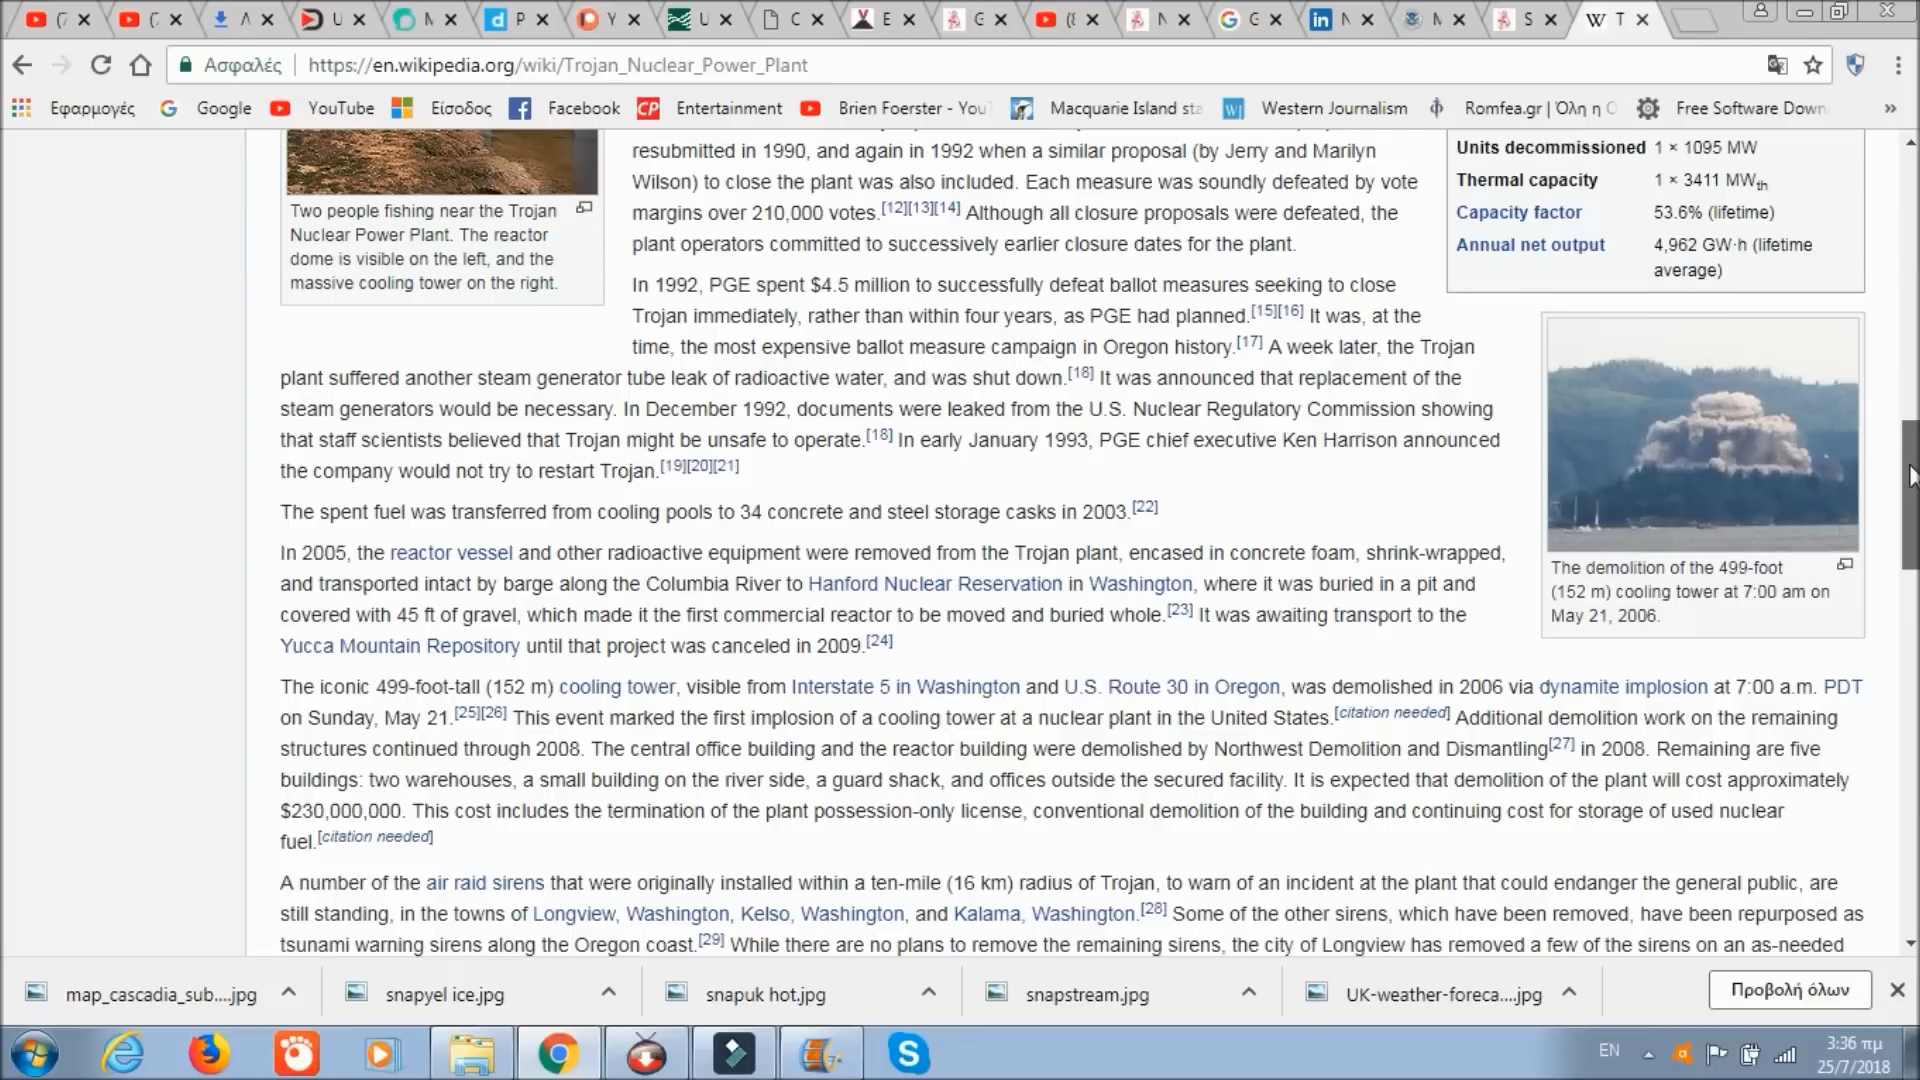 Ασφαλές https://en.wikipedia.org/wiki/Trojan_Nuclear_Power_Plant
Εφαρμογές Google YouTube Είσοδος Facebook Entertainment Brien Foerster - You Macquarie Island sta Western Journalism Romfea.gr | Όλη η Free Software Down
Two people fishing near the Trojan
Nuclear Power Plant. The reactor
dome is visible on the left, and the
massive cooling tower on the right.
resubmitted in 1990, and again in 1992 when a similar proposal (by Jerry and Marilyn
Wilson) to close the plant was also included. Each measure was soundly defeated by vote
margins over 210,000 votes.[12][13][14] Although all closure proposals were defeated, the
plant operators committed to successively earlier closure dates for the plant.
In 1992, PGE spent $4.5 million to successfully defeat ballot measures seeking to close
Trojan immediately, rather than within four years, as PGE had planned.[15][16] It was, at the
time, the most expensive ballot measure campaign in Oregon history.[17] A week later, the Trojan
plant suffered another steam generator tube leak of radioactive water, and was shut down.[18] It was announced that replacement of the
steam generators would be necessary. In December 1992, documents were leaked from the U.S. Nuclear Regulatory Commission showing
that staff scientists believed that Trojan might be unsafe to operate.[18] In early January 1993, PGE chief executive Ken Harrison announced
the company would not try to restart Trojan.[19][20][21]
The spent fuel was transferred from cooling pools to 34 concrete and steel storage casks in 2003.[22]
In 2005, the reactor vessel and other radioactive equipment were removed from the Trojan plant, encased in concrete foam, shrink-wrapped,
and transported intact by barge along the Columbia River to Hanford Nuclear Reservation in Washington, where it was buried in a pit and
covered with 45 ft of gravel, which made it the first commercial reactor to be moved and buried whole.[23] It was awaiting transport to the
Yucca Mountain Repository until that project was canceled in 2009.[24]
The iconic 499-foot-tall (152 m) cooling tower, visible from Interstate 5 in Washington and U.S. Route 30 in Oregon, was demolished in 2006 via dynamite implosion at 7:00 a.m. PDT
on Sunday, May 21.[25][26] This event marked the first implosion of a cooling tower at a nuclear plant in the United States.[citation needed] Additional demolition work on the remaining
structures continued through 2008. The central office building and the reactor building were demolished by Northwest Demolition and Dismantling[27] in 2008. Remaining are five
buildings: two warehouses, a small building on the river side, a guard shack, and offices outside the secured facility. It is expected that demolition of the plant will cost approximately
$230,000,000. This cost includes the termination of the plant possession-only license, conventional demolition of the building and continuing cost for storage of used nuclear
fuel.[citation needed]
A number of the air raid sirens that were originally installed within a ten-mile (16 km) radius of Trojan, to warn of an incident at the plant that could endanger the general public, are
still standing, in the towns of Longview, Washington, Kelso, Washington, and Kalama, Washington.[28] Some of the other sirens, which have been removed, have been repurposed as
tsunami warning sirens along the Oregon coast.[29] While there are no plans to remove the remaining sirens, the city of Longview has removed a few of the sirens on an as-needed
Units decommissioned 1 × 1095 MW
Thermal capacity 1 × 3411 MWth
Capacity factor 53.6% (lifetime)
Annual net output 4,962 GW·h (lifetime
average)
The demolition of the 499-foot
(152 m) cooling tower at 7:00 am on
May 21, 2006.
map_cascadia_sub....jpg snapyel ice.jpg snapuk hot.jpg snapstream.jpg UK-weather-foreca....jpg Προβολή όλων
EN 3:36 πμ
25/7/2018